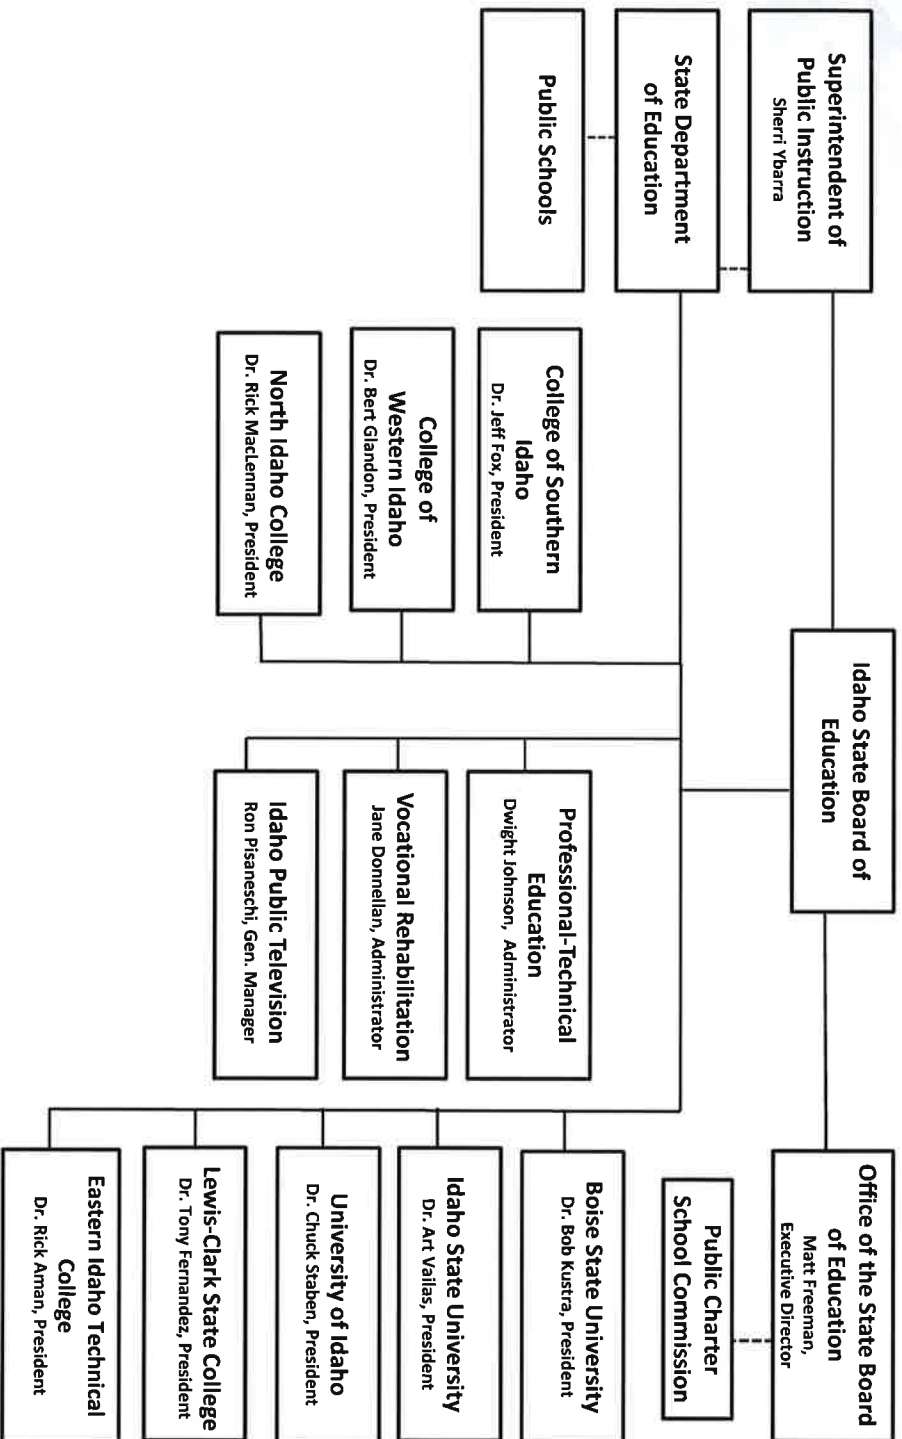 Idaho State Board of
Education
Superintendent of
Public Instruction
Sherri Ybarra
Office of the State Board
of Education
Matt Freeman,
Executive Director
State Department
of Education
Public Charter
School Commission
Public Schools
College of Southern
Idaho
Dr. Jeff Fox, President
College of
Western Idaho
Dr. Bert Glandon, President
North Idaho College
Dr. Rick MacLennan, President
Professional-Technical
Education
Dwight Johnson, Administrator
Vocational Rehabilitation
Jane Donnellan, Administrator
Idaho Public Television
Ron Pisaneschi, Gen. Manager
Boise State University
Dr. Bob Kustra, President
Idaho State University
Dr. Art Vailas, President
University of Idaho
Dr. Chuck Staben, President
Lewis-Clark State College
Dr. Tony Fernandez, President
Eastern Idaho Technical
College
Dr. Rick Aman, President